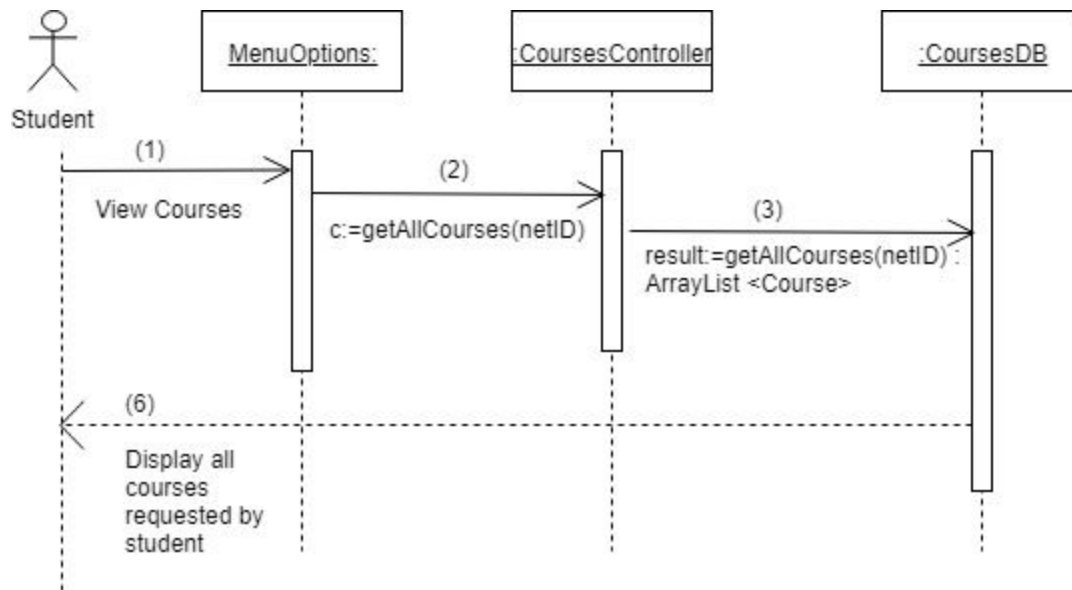 MenuOptions:
:CoursesController
:CoursesDB
Student
(1)
View Courses
(2)
c:=getAllCourses(netID)
(3)
result:=getAllCourses(netID) :
ArrayList <Course>
(6)
Display all
courses
requested by
student